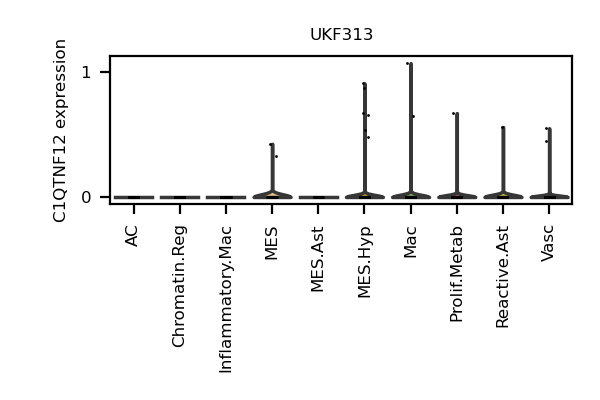 UKF313
C1QTNF12 expression
1
0
AC
Chromatin.Reg
Inflammatory.Mac
MES
MES.Ast
MES.Hyp
Mac
Prolif.Metab
Reactive.Ast
Vasc